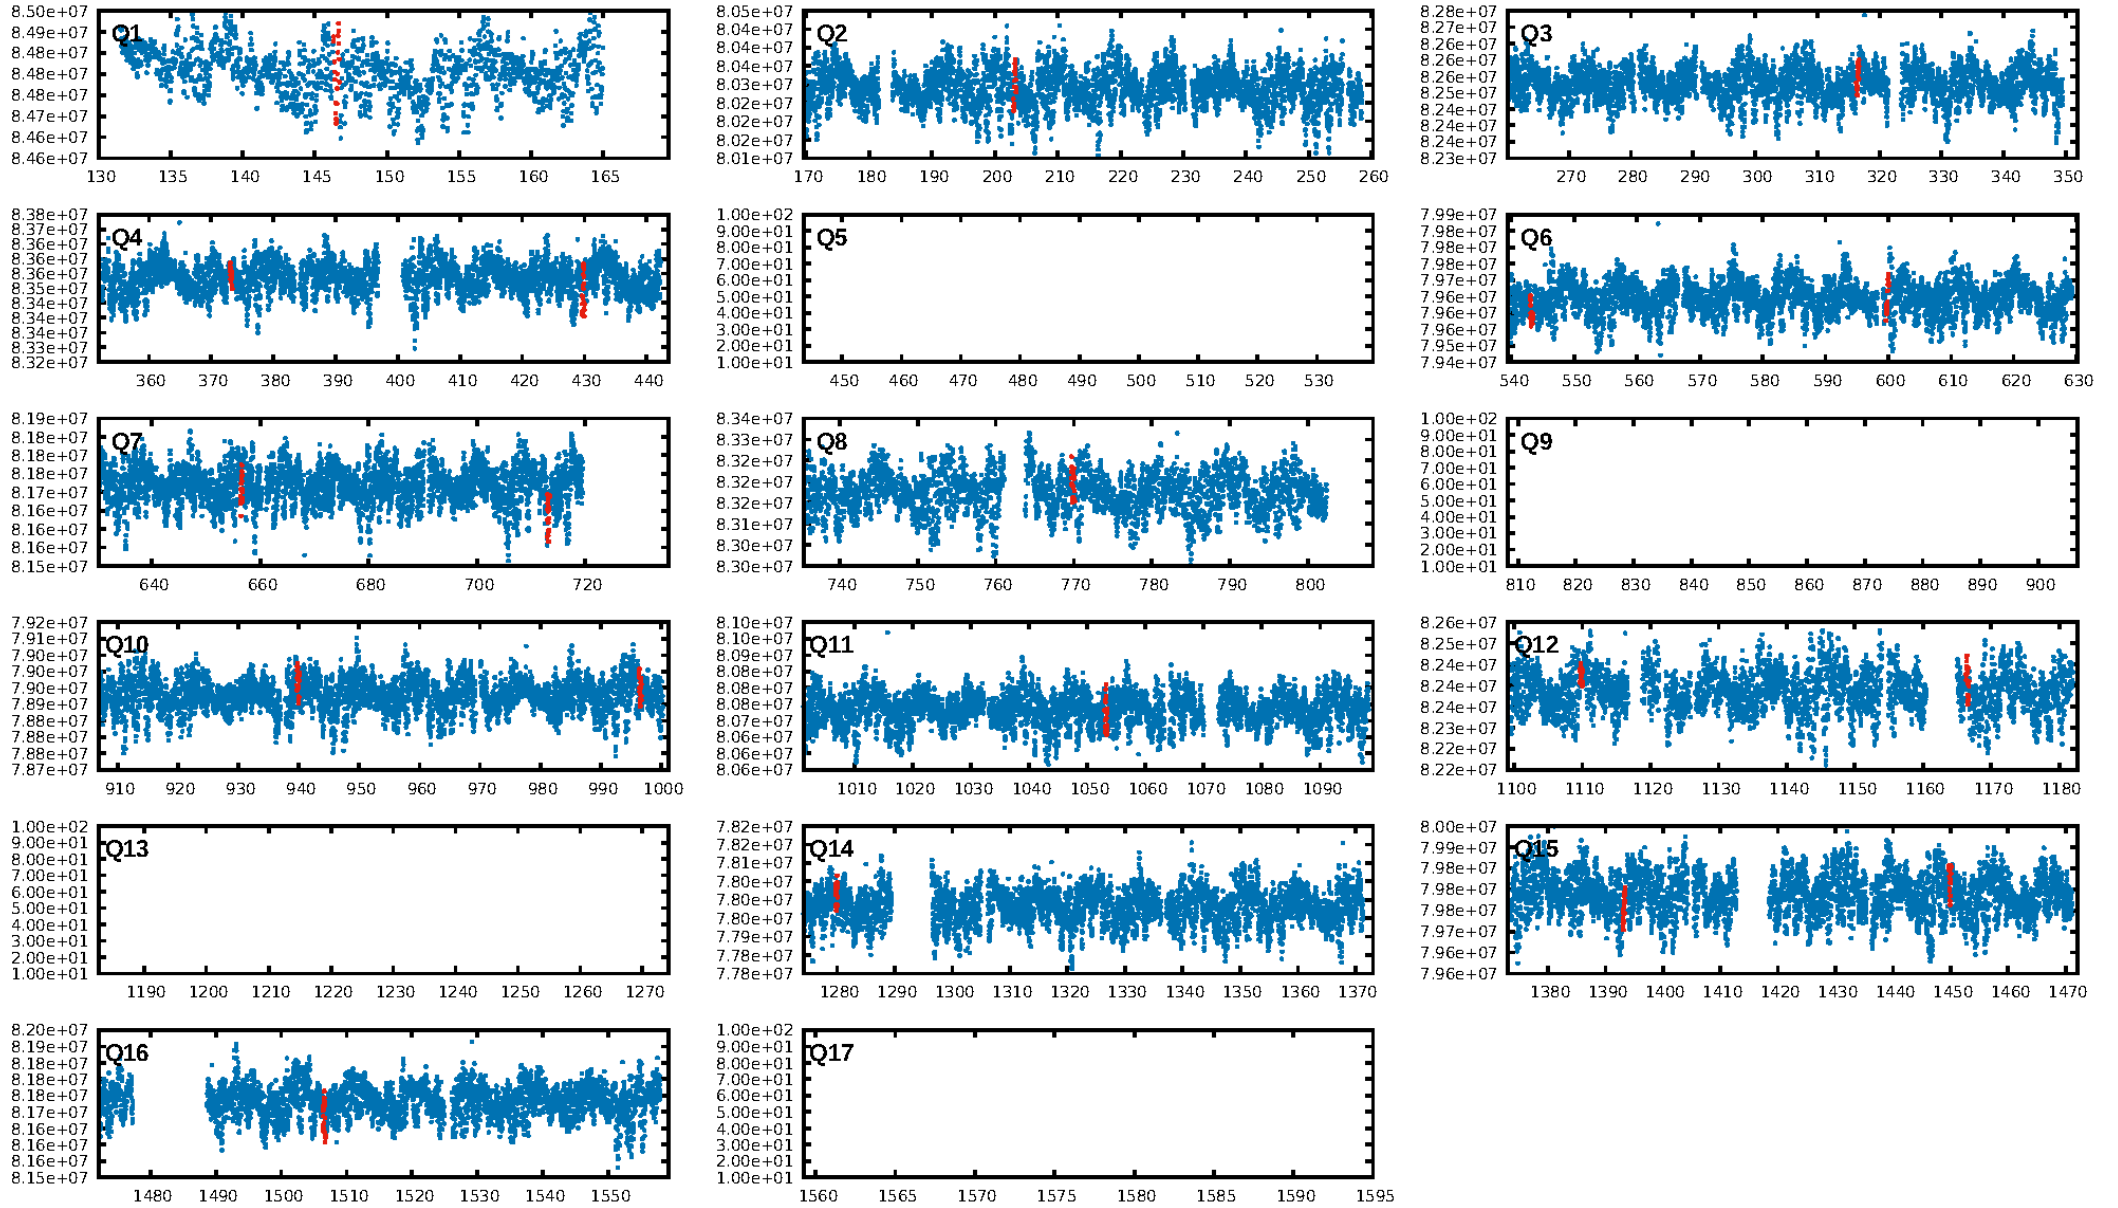 8.50e+07
8.49e+07
8.48e+07
8.48e+07
8.48e+07
8.47e+07
8.46e+07
8.46e+07
Q1
130 135 140 145 150 155 160 165
8.05e+07
8.04e+07
8.04e+07
8.04e+07
8.03e+07
8.02e+07
8.02e+07
8.02e+07
8.01e+07
Q2
170 180 190 200 210 220 230 240 250 260
8.28e+07
8.27e+07
8.26e+07
8.26e+07
8.26e+07
8.25e+07
8.24e+07
8.24e+07
8.24e+07
8.23e+07
Q3
270 280 290 300 310 320 330 340 350
8.38e+07
8.37e+07
8.36e+07
8.36e+07
8.36e+07
8.35e+07
8.34e+07
8.34e+07
8.33e+07
8.33e+07
8.32e+07
Q4
360 370 380 390 400 410 420 430 440
1.00e+02
9.00e+01
8.00e+01
7.00e+01
6.00e+01
5.00e+01
4.00e+01
3.00e+01
2.00e+01
1.00e+01
Q5
450 460 470 480 490 500 510 520 530
7.99e+07
7.98e+07
7.98e+07
7.98e+07
7.97e+07
7.96e+07
7.96e+07
7.96e+07
7.95e+07
7.94e+07
Q6
540 550 560 570 580 590 600 610 620 630
8.19e+07
8.18e+07
8.18e+07
8.18e+07
8.17e+07
8.16e+07
8.16e+07
8.16e+07
8.15e+07
Q7
640 660 680 700 720
8.34e+07
8.33e+07
8.32e+07
8.32e+07
8.32e+07
8.31e+07
8.30e+07
8.30e+07
Q8
740 750 760 770 780 790 800
1.00e+02
9.00e+01
8.00e+01
7.00e+01
6.00e+01
5.00e+01
4.00e+01
3.00e+01
2.00e+01
1.00e+01
Q9
810 820 830 840 850 860 870 880 890 900
7.92e+07
7.91e+07
7.90e+07
7.90e+07
7.90e+07
7.89e+07
7.88e+07
7.88e+07
7.88e+07
7.87e+07
Q10
910 920 930 940 950 960 970 980 990 1000
8.10e+07
8.10e+07
8.09e+07
8.08e+07
8.08e+07
8.08e+07
8.07e+07
8.06e+07
8.06e+07
8.06e+07
Q11
1010 1020 1030 1040 1050 1060 1070 1080 1090
8.26e+07
8.25e+07
8.24e+07
8.24e+07
8.24e+07
8.23e+07
8.22e+07
8.22e+07
Q12
1100 1110 1120 1130 1140 1150 1160 1170 1180
1.00e+02
9.00e+01
8.00e+01
7.00e+01
6.00e+01
5.00e+01
4.00e+01
3.00e+01
2.00e+01
1.00e+01
Q13
1190 1200 1210 1220 1230 1240 1250 1260 1270
7.82e+07
7.82e+07
7.81e+07
7.80e+07
7.80e+07
7.80e+07
7.79e+07
7.78e+07
7.78e+07
Q14
1280 1290 1300 1310 1320 1330 1340 1350 1360 1370
8.00e+07
7.99e+07
7.98e+07
7.98e+07
7.98e+07
7.97e+07
7.96e+07
7.96e+07
Q15
1380 1390 1400 1410 1420 1430 1440 1450 1460 1470
8.20e+07
8.19e+07
8.18e+07
8.18e+07
8.18e+07
8.17e+07
8.16e+07
8.16e+07
8.16e+07
8.15e+07
Q16
1480 1490 1500 1510 1520 1530 1540 1550
1.00e+02
9.00e+01
8.00e+01
7.00e+01
6.00e+01
5.00e+01
4.00e+01
3.00e+01
2.00e+01
1.00e+01
Q17
1560 1565 1570 1575 1580 1585 1590 1595